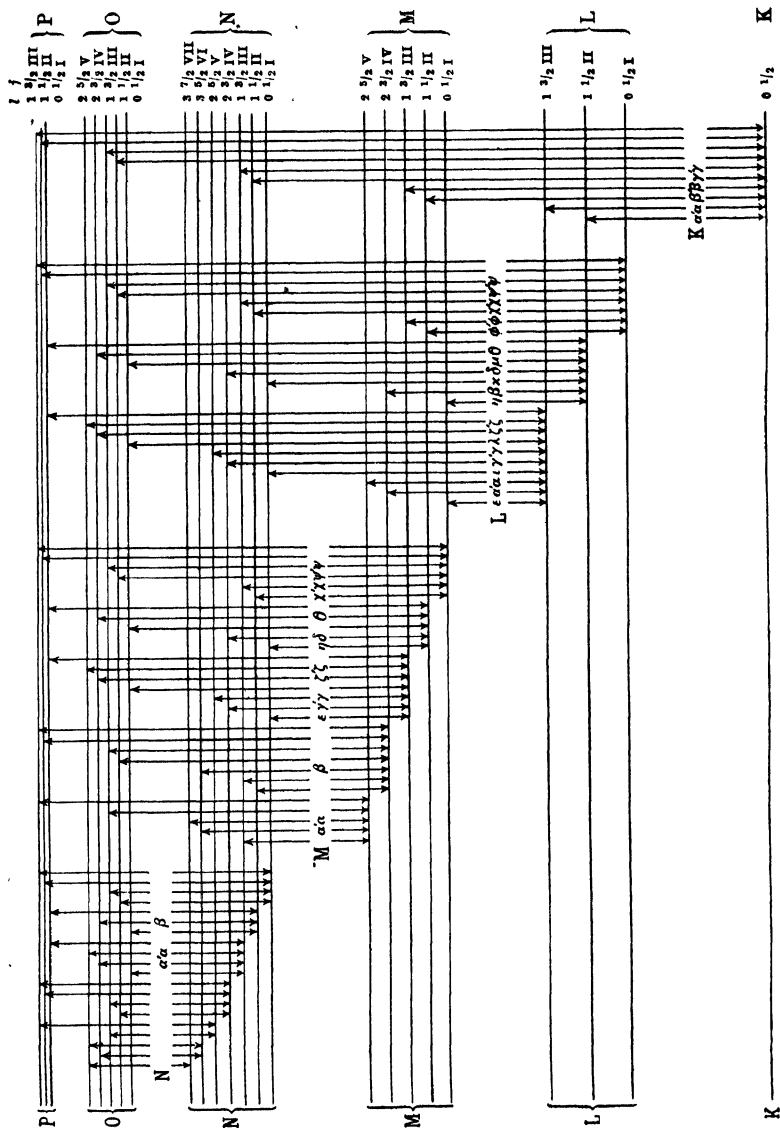 l j
1 3/2 III
1 1/2 II
0 1/2 I
P
2 5/2 V
2 3/2 IV
1 3/2 III
1 1/2 II
0 1/2 I
O
3 7/2 VII
3 5/2 VI
2 5/2 V
2 3/2 IV
1 3/2 III
1 1/2 II
0 1/2 I
N
2 5/2 V
2 3/2 IV
1 3/2 III
1 1/2 II
0 1/2 I
M
1 3/2 III
1 1/2 II
0 1/2 I
L
0 1/2
K
N α'α β
M α'α β ε γ'γ ζ'ζ η δ θ χ'χ ψ'ψ
L ε α'α ι γ'γ λ ζ'ζ η β κ δ μ θ φ'φ χ'χ ψ'ψ
K α'α β'β γ'γ
P
O
N
M
L
K